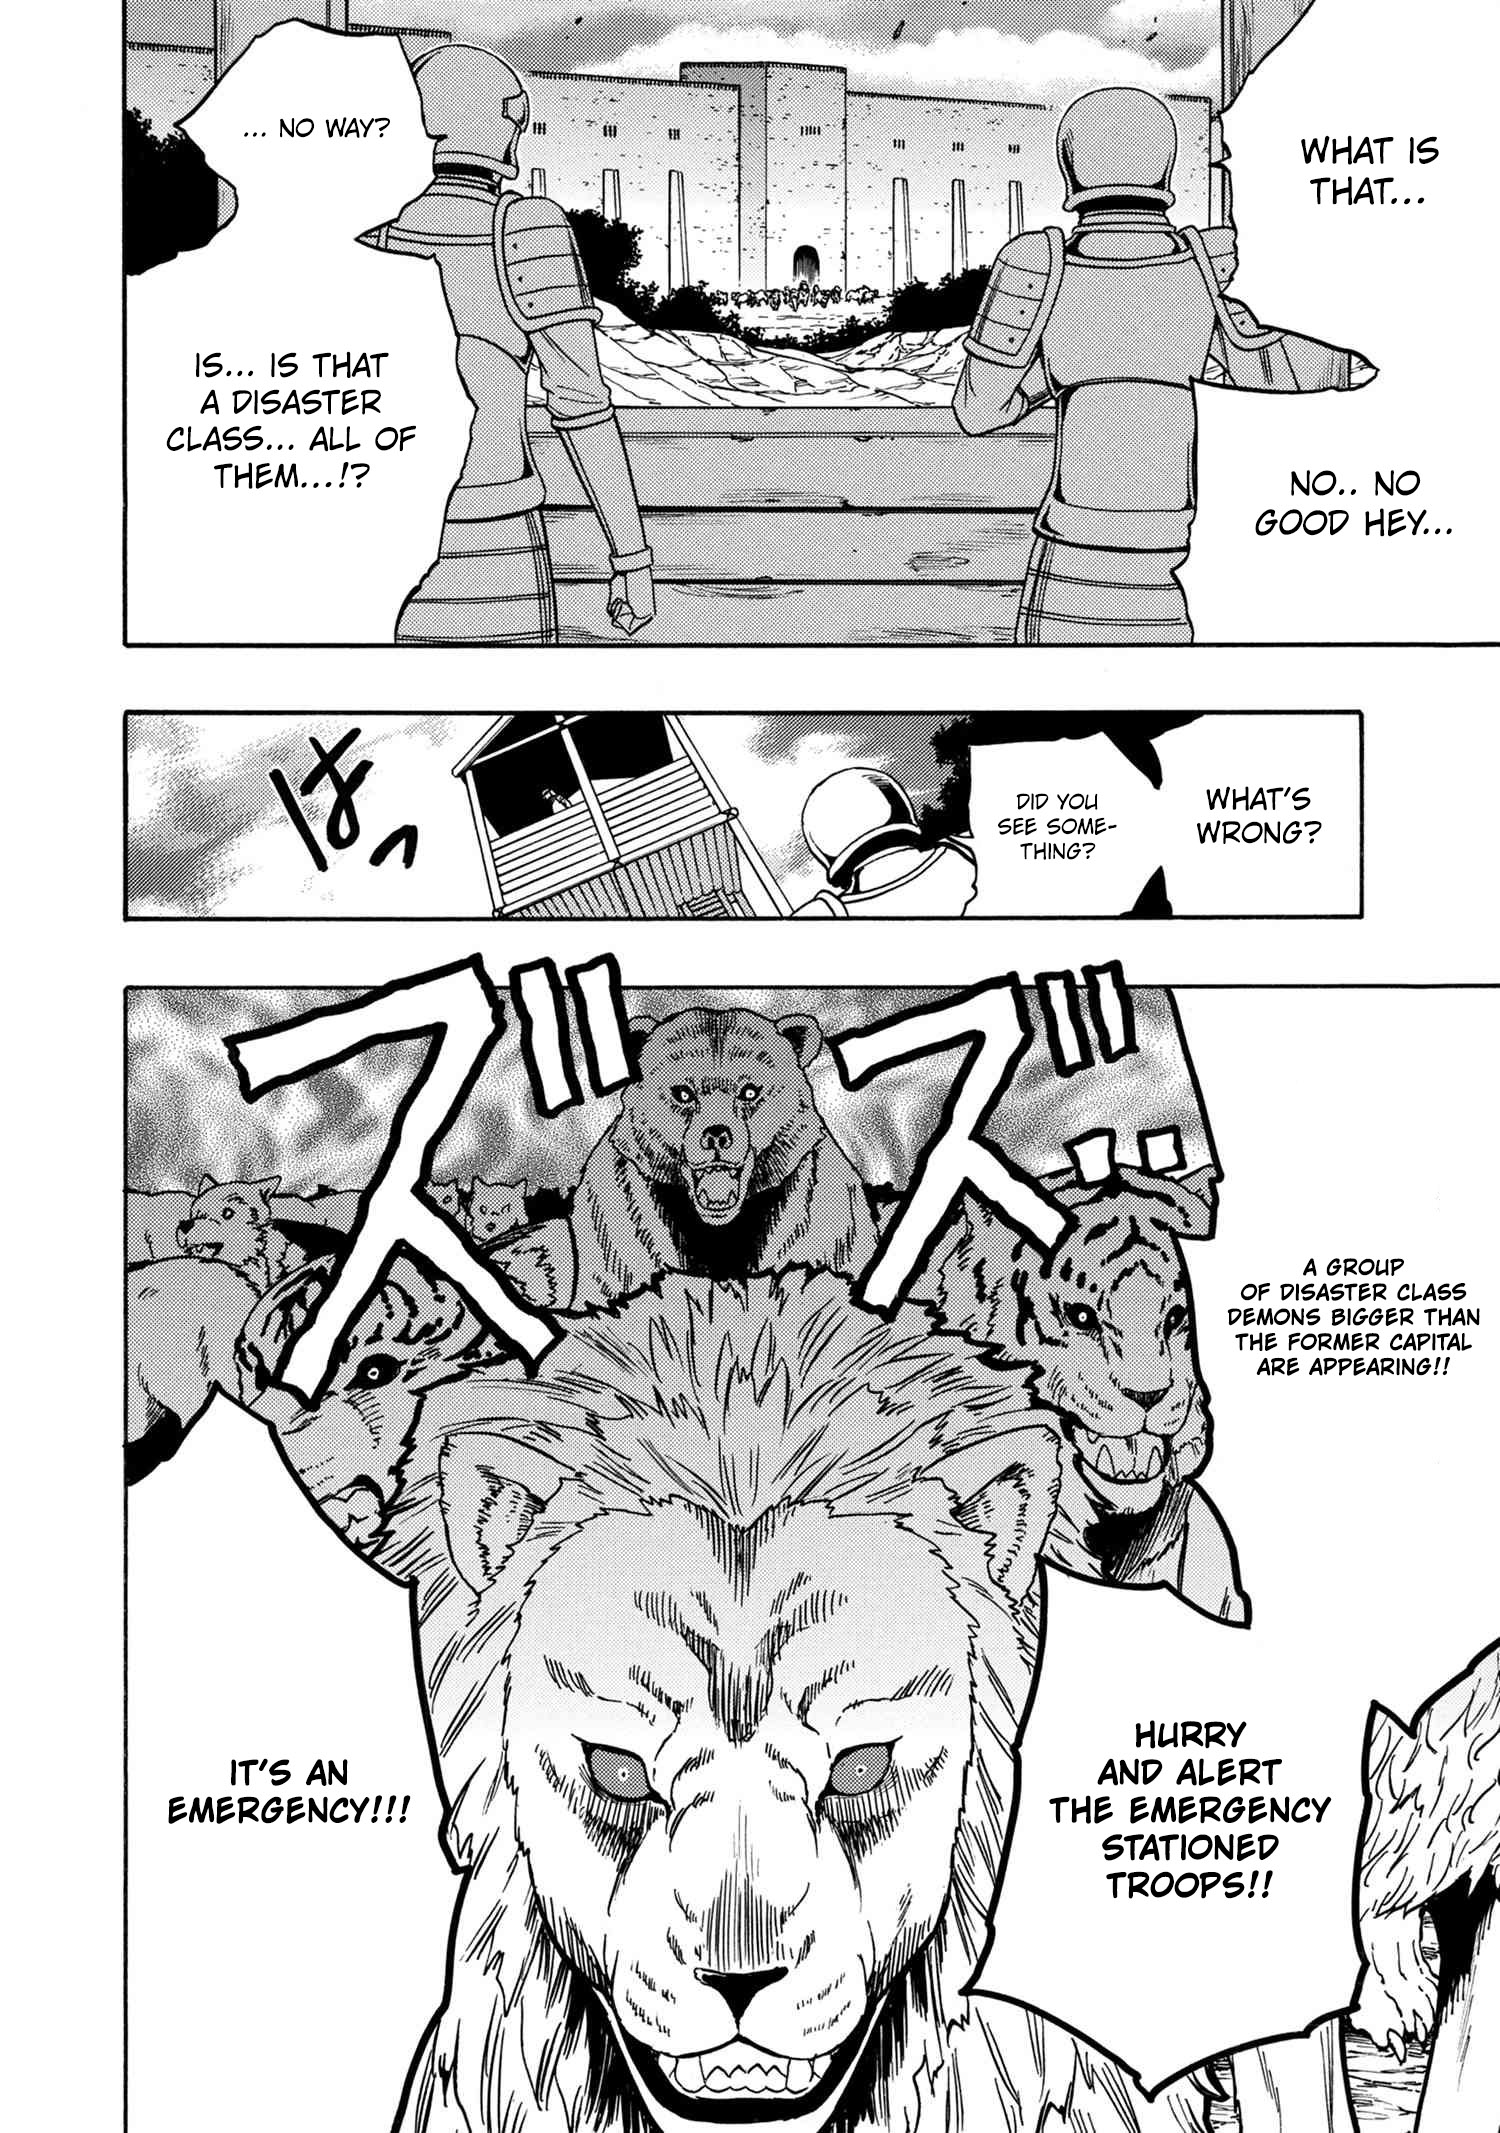 WHAT IS
THAT...
NO.. NO
GOOD HEY...
... NO WAY?
IS... IS THAT
A DISASTER
CLASS... ALL OF
THEM...!?
WHAT'S
WRONG?
DID YOU
SEE SOME-
THING?
はっ
ズズズ
A GROUP
OF DISASTER CLASS
DEMONS BIGGER THAN
THE FORMER CAPITAL
ARE APPEARING!!
HURRY
AND ALERT
THE EMERGENCY
STATIONED
TROOPS!!
IT'S AN
EMERGENCY!!!